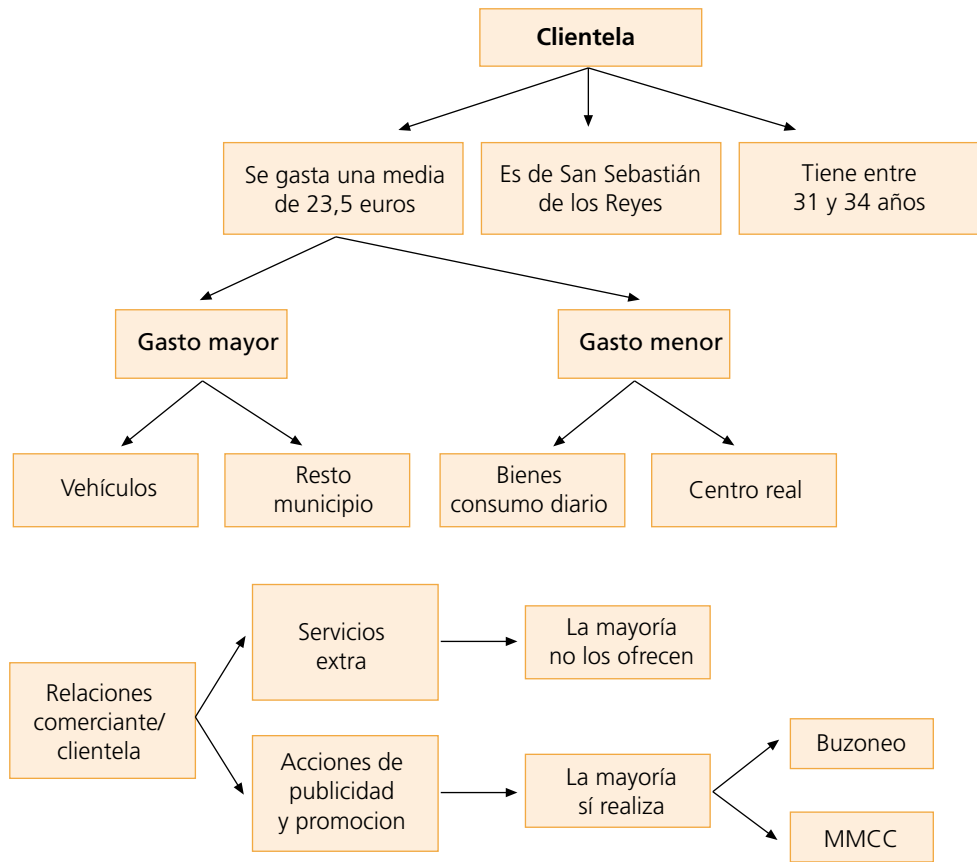 Clientela
Se gasta una media
de 23,5 euros
Es de San Sebastián
de los Reyes
Tiene entre
31 y 34 años
Gasto mayor
Gasto menor
Vehículos
Resto
municipio
Bienes
consumo diario
Centro real
Relaciones
comerciante/
clientela
Servicios
extra
La mayoría
no los ofrecen
Acciones de
publicidad
y promocion
La mayoría
sí realiza
Buzoneo
MMCC